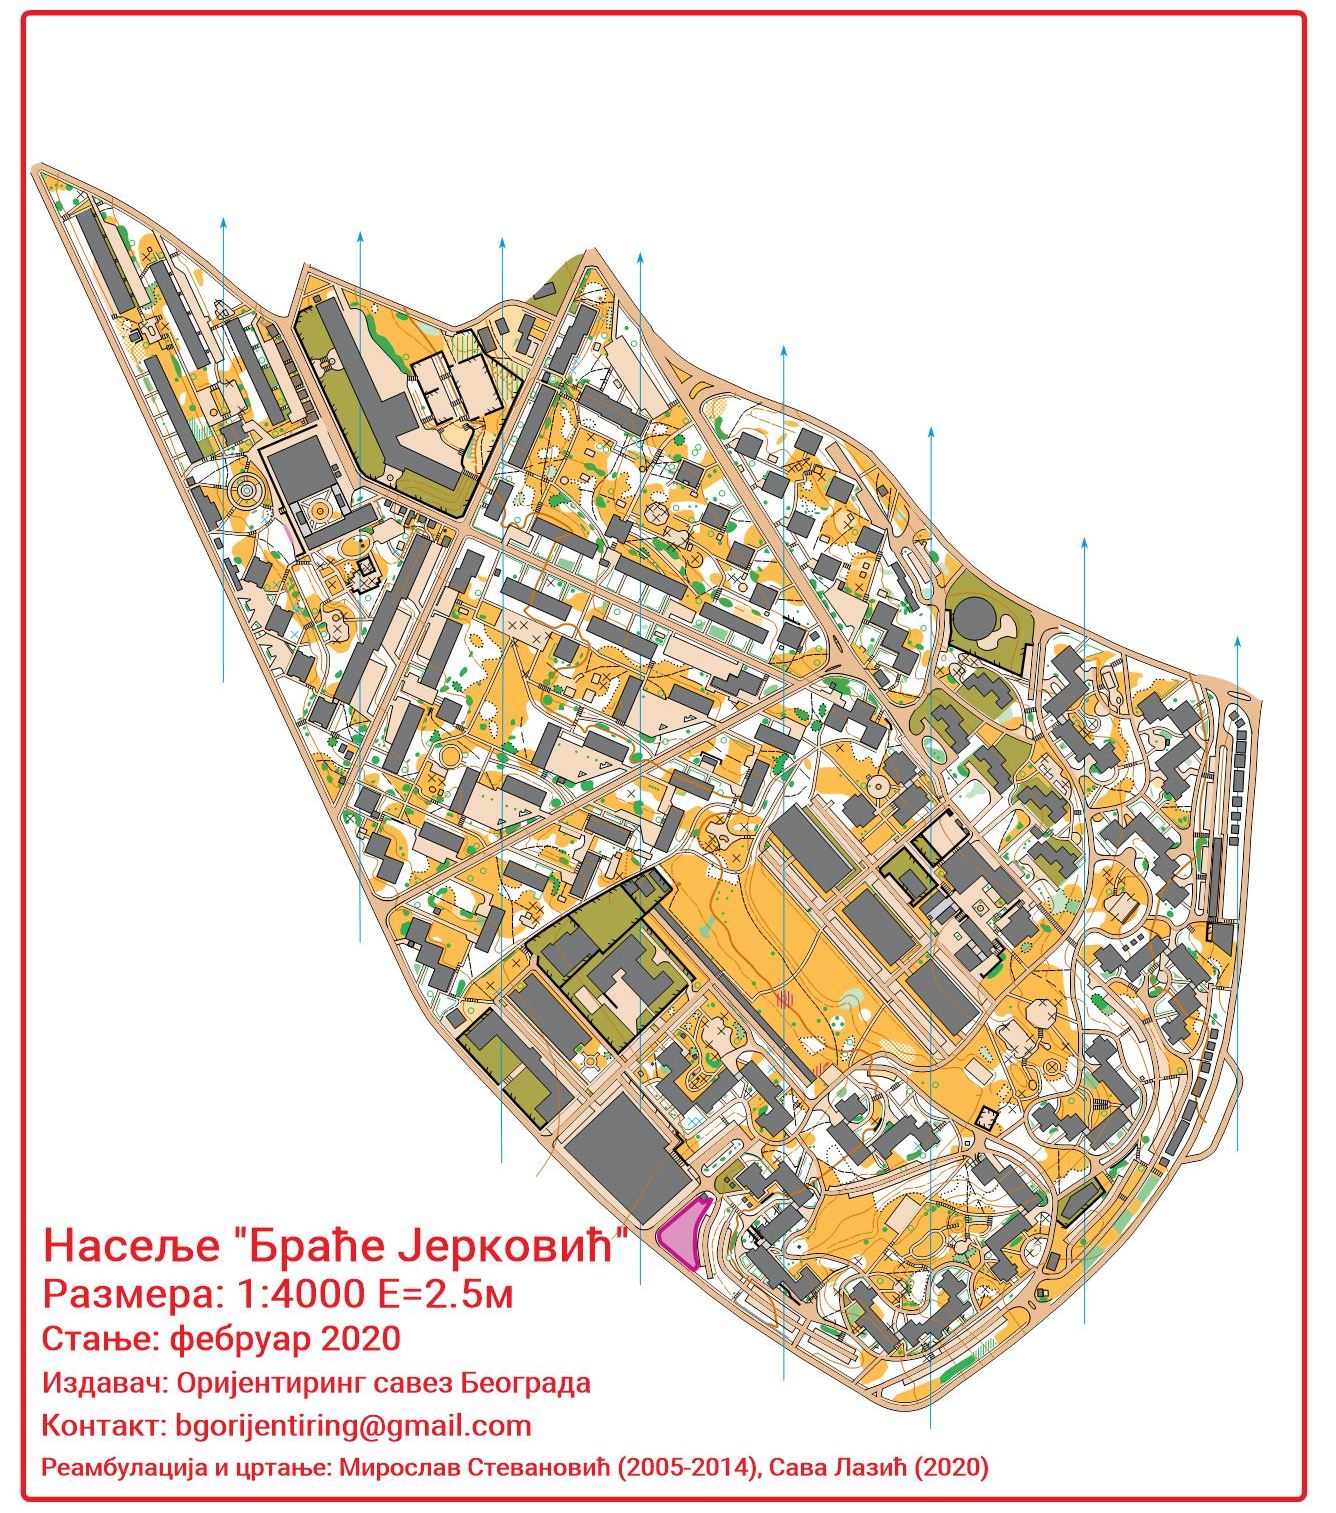 Насеље "Браће Јерковић"
Размера: 1:4000 E=2.5м
Стање: фебруар 2020
Издавач: Оријентиринг савез Београда
Контакт: bgorijentiring@gmail.com
Реамбулација и цртање: Мирослав Стевановић (2005-2014), Сава Лазић (2020)